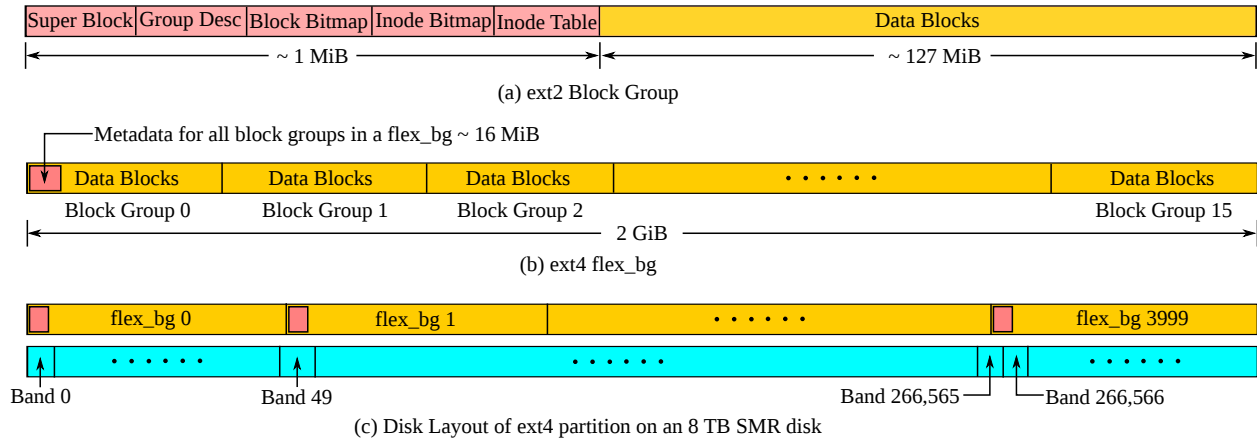 Super Block Group Desc Block Bitmap Inode Bitmap Inode Table Data Blocks
~ 1 MiB ~ 127 MiB
(a) ext2 Block Group
Metadata for all block groups in a flex_bg ~ 16 MiB
Data Blocks Data Blocks Data Blocks · · · · · · Data Blocks
Block Group 0 Block Group 1 Block Group 2 Block Group 15
2 GiB
(b) ext4 flex_bg
flex_bg 0 flex_bg 1 · · · · · · flex_bg 3999
· · · · · · · · · · · · · · · · · ·
Band 0 Band 49 Band 266,565 Band 266,566
(c) Disk Layout of ext4 partition on an 8 TB SMR disk